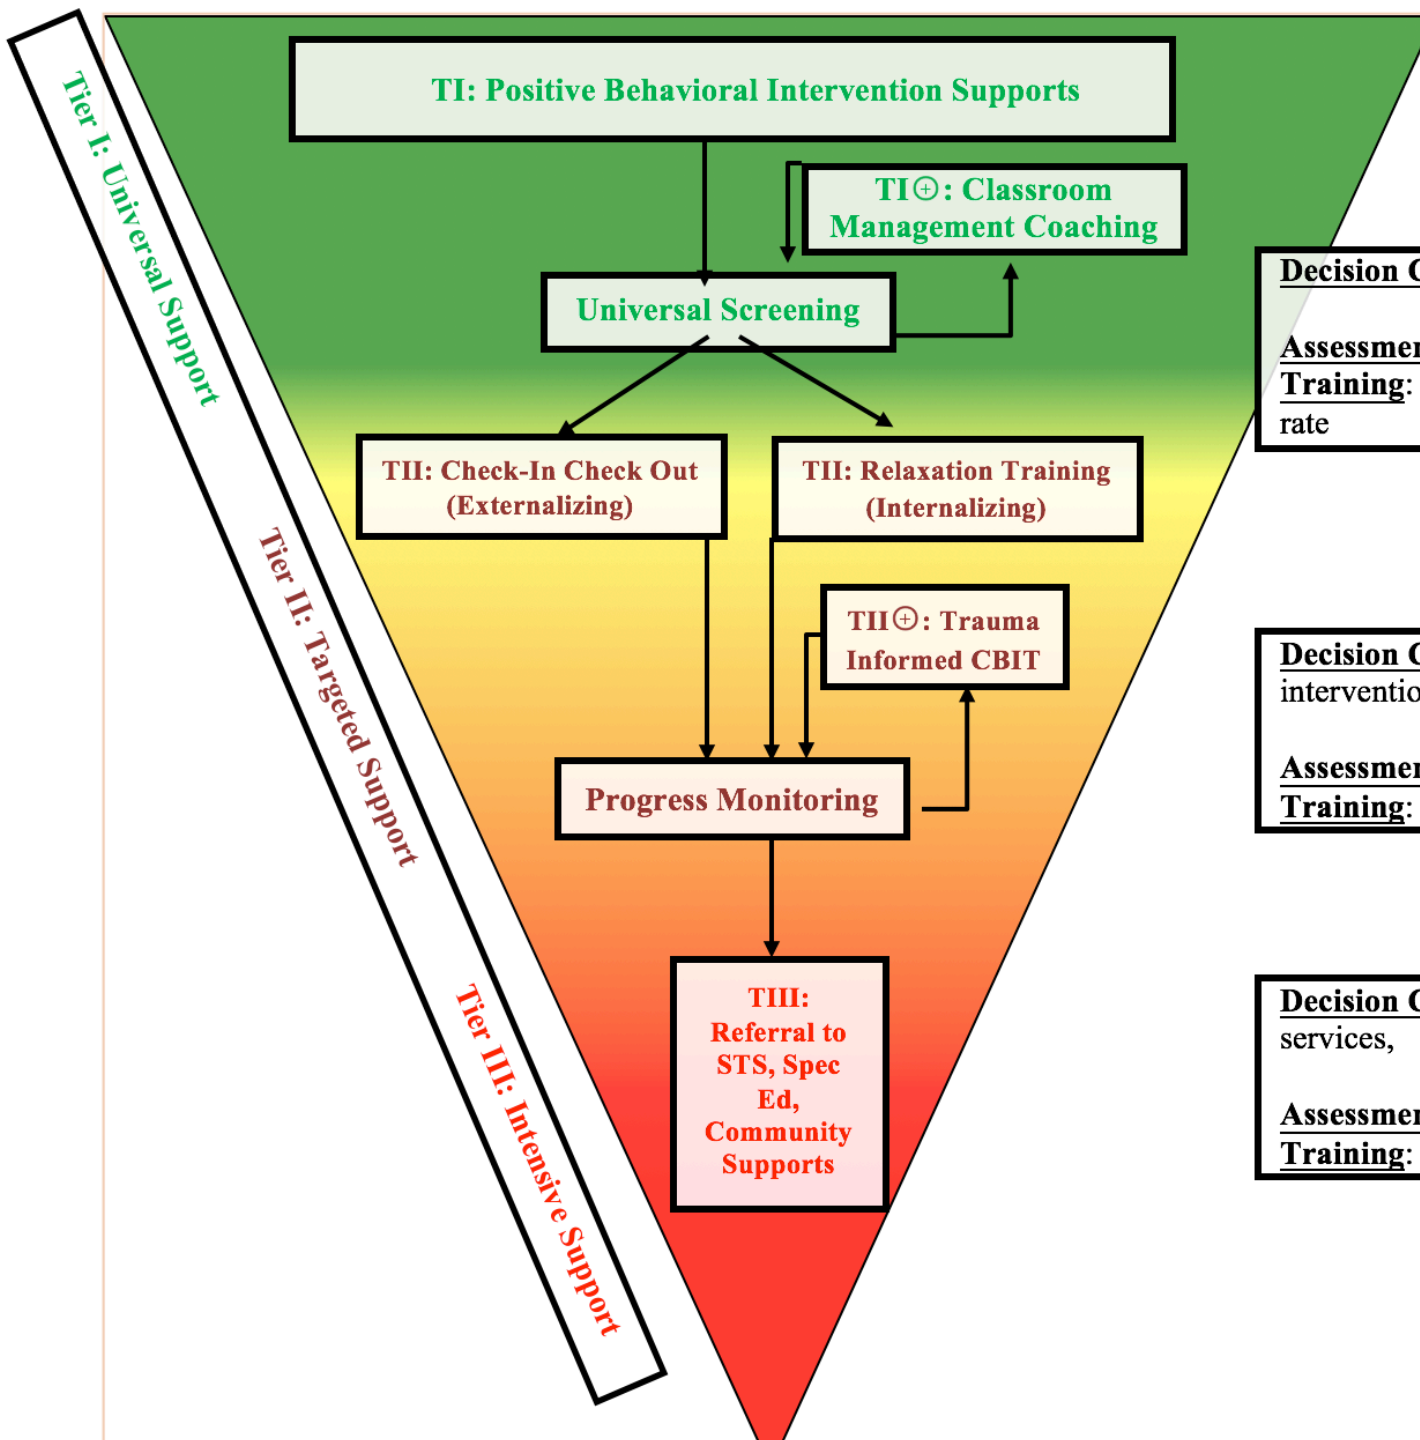 TI: Positive Behavioral Intervention Supports
TI⊕: Classroom
Management Coaching
Universal Screening
TII: Check-In Check Out
(Externalizing)
TII: Relaxation Training
(Internalizing)
TII⊕: Trauma
Informed CBIT
Progress Monitoring
TIII:
Referral to
STS, Spec
Ed,
Community
Supports
Tier I: Universal Support
Tier II: Targeted Support
Tier III: Intensive Support
Decision
Training:
rate
Decision
Training:
Decision
services,
Training: